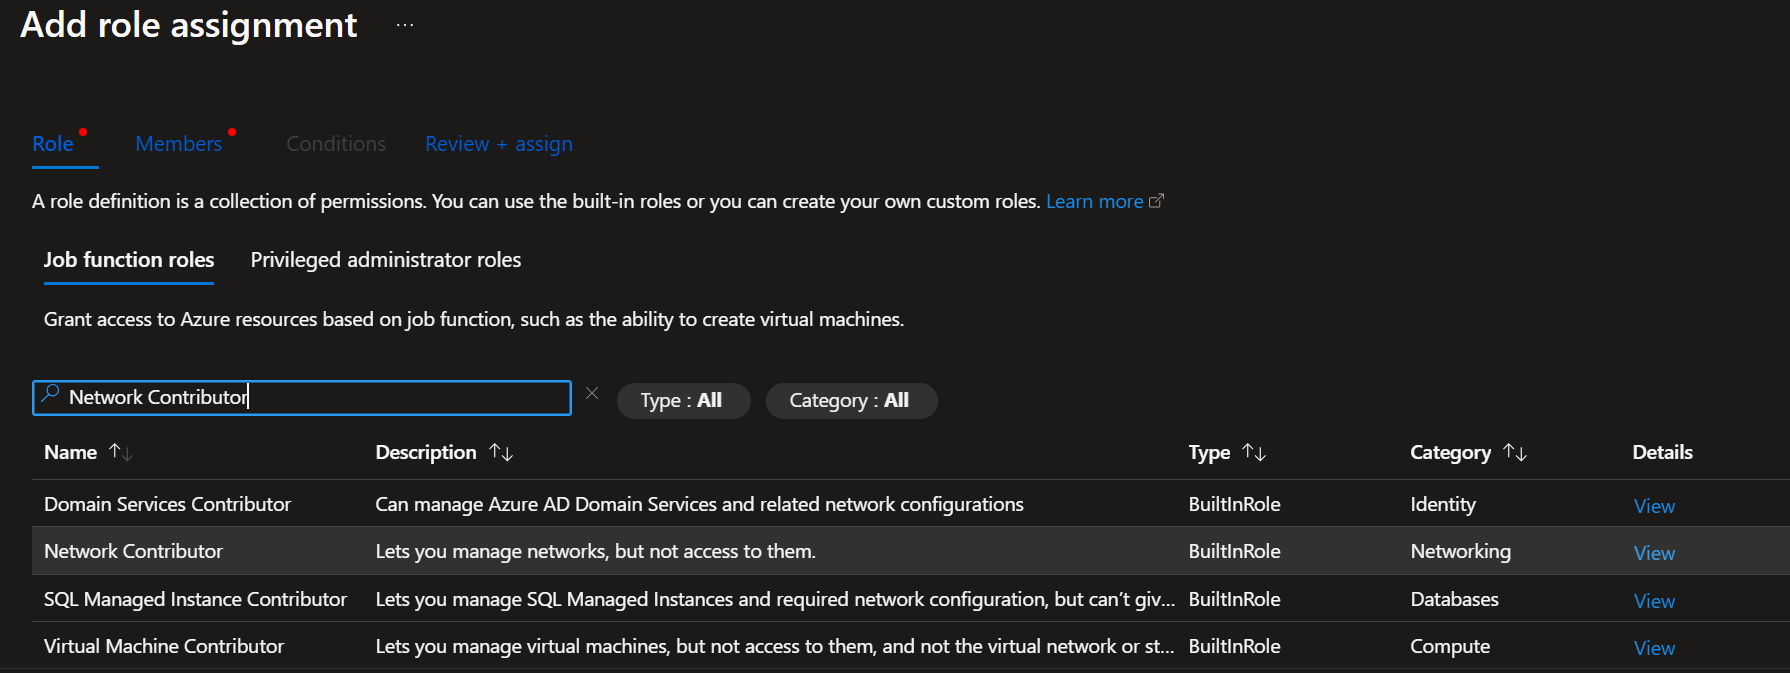 Add role assignment ...
Role Members Conditions Review + assign
A role definition is a collection of permissions. You can use the built-in roles or you can create your own custom roles. Learn more
Job function roles Privileged administrator roles
Grant access to Azure resources based on job function, such as the ability to create virtual machines.
Network Contributor Type : All Category : All
Name Description Type Category Details
Domain Services Contributor Can manage Azure AD Domain Services and related network configurations BuiltInRole Identity View
Network Contributor Lets you manage networks, but not access to them. BuiltInRole Networking View
SQL Managed Instance Contributor Lets you manage SQL Managed Instances and required network configuration, but can’t giv... BuiltInRole Databases View
Virtual Machine Contributor Lets you manage virtual machines, but not access to them, and not the virtual network or st... BuiltInRole Compute View